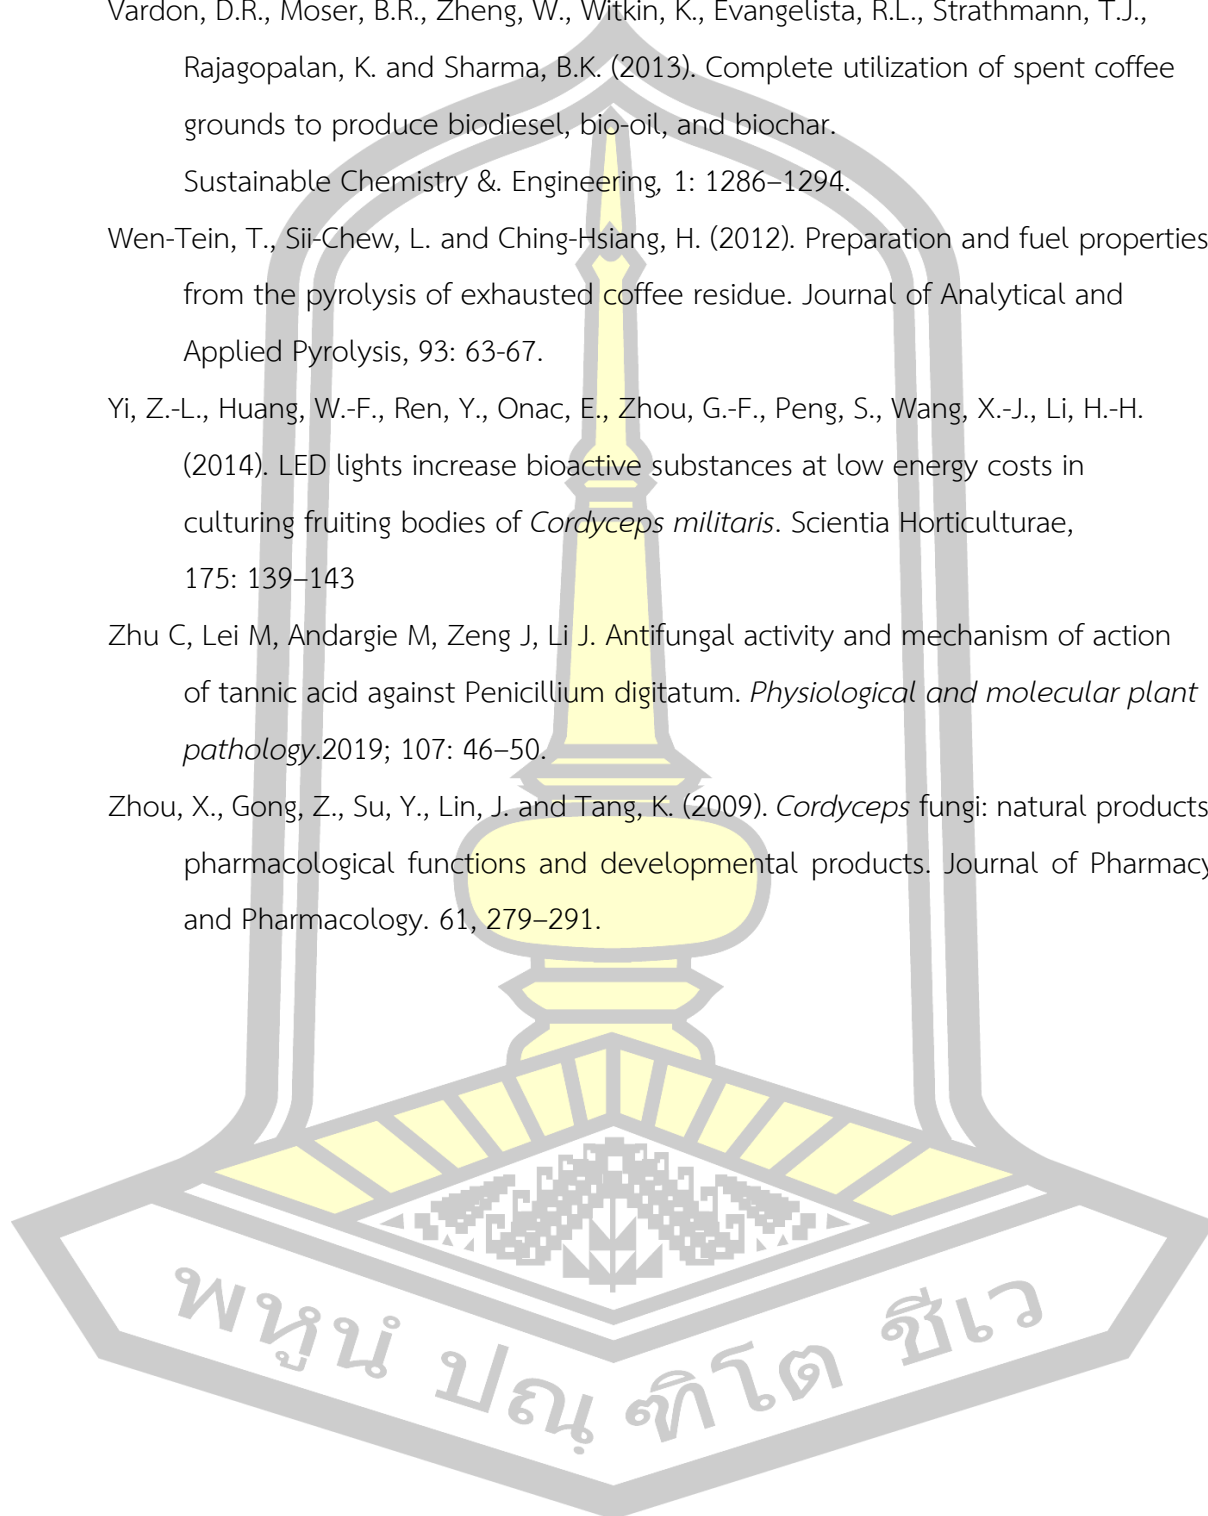 Vardon, D.R., Moser, B.R., Zheng, W., Witkin, K., Evangelista, R.L., Strathmann, T.J.,
Rajagopalan, K. and Sharma, B.K. (2013). Complete utilization of spent coffee
grounds to produce biodiesel, bio-oil, and biochar.
Sustainable Chemistry &. Engineering, 1: 1286–1294.
Wen-Tein, T., Sii-Chew, L. and Ching-Hsiang, H. (2012). Preparation and fuel properties
from the pyrolysis of exhausted coffee residue. Journal of Analytical and
Applied Pyrolysis, 93: 63-67.
Yi, Z.-L., Huang, W.-F., Ren, Y., Onac, E., Zhou, G.-F., Peng, S., Wang, X.-J., Li, H.-H.
(2014). LED lights increase bioactive substances at low energy costs in
culturing fruiting bodies of Cordyceps militaris. Scientia Horticulturae,
175: 139–143
Zhu C, Lei M, Andargie M, Zeng J, Li J. Antifungal activity and mechanism of action
of tannic acid against Penicillium digitatum. Physiological and molecular plant
pathology.2019; 107: 46–50.
Zhou, X., Gong, Z., Su, Y., Lin, J. and Tang, K. (2009). Cordyceps fungi: natural products
pharmacological functions and developmental products. Journal of Pharmacy
and Pharmacology. 61, 279–291.
พหูนํ ปณฺฑิโต ชีเว